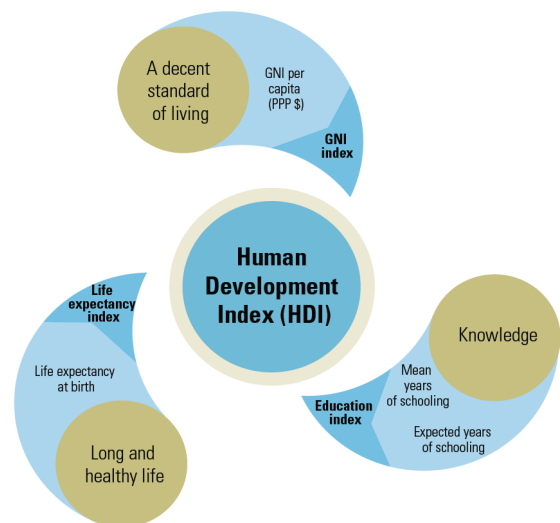 A decent
standard
of living
GNI per
capita
(PPP $)
GNI
index
Human
Development
Index (HDI)
Life
expectancy
index
Life expectancy
at birth
Long and
healthy life
Knowledge
Mean
years
of schooling
Expected years
of schooling
Education
index